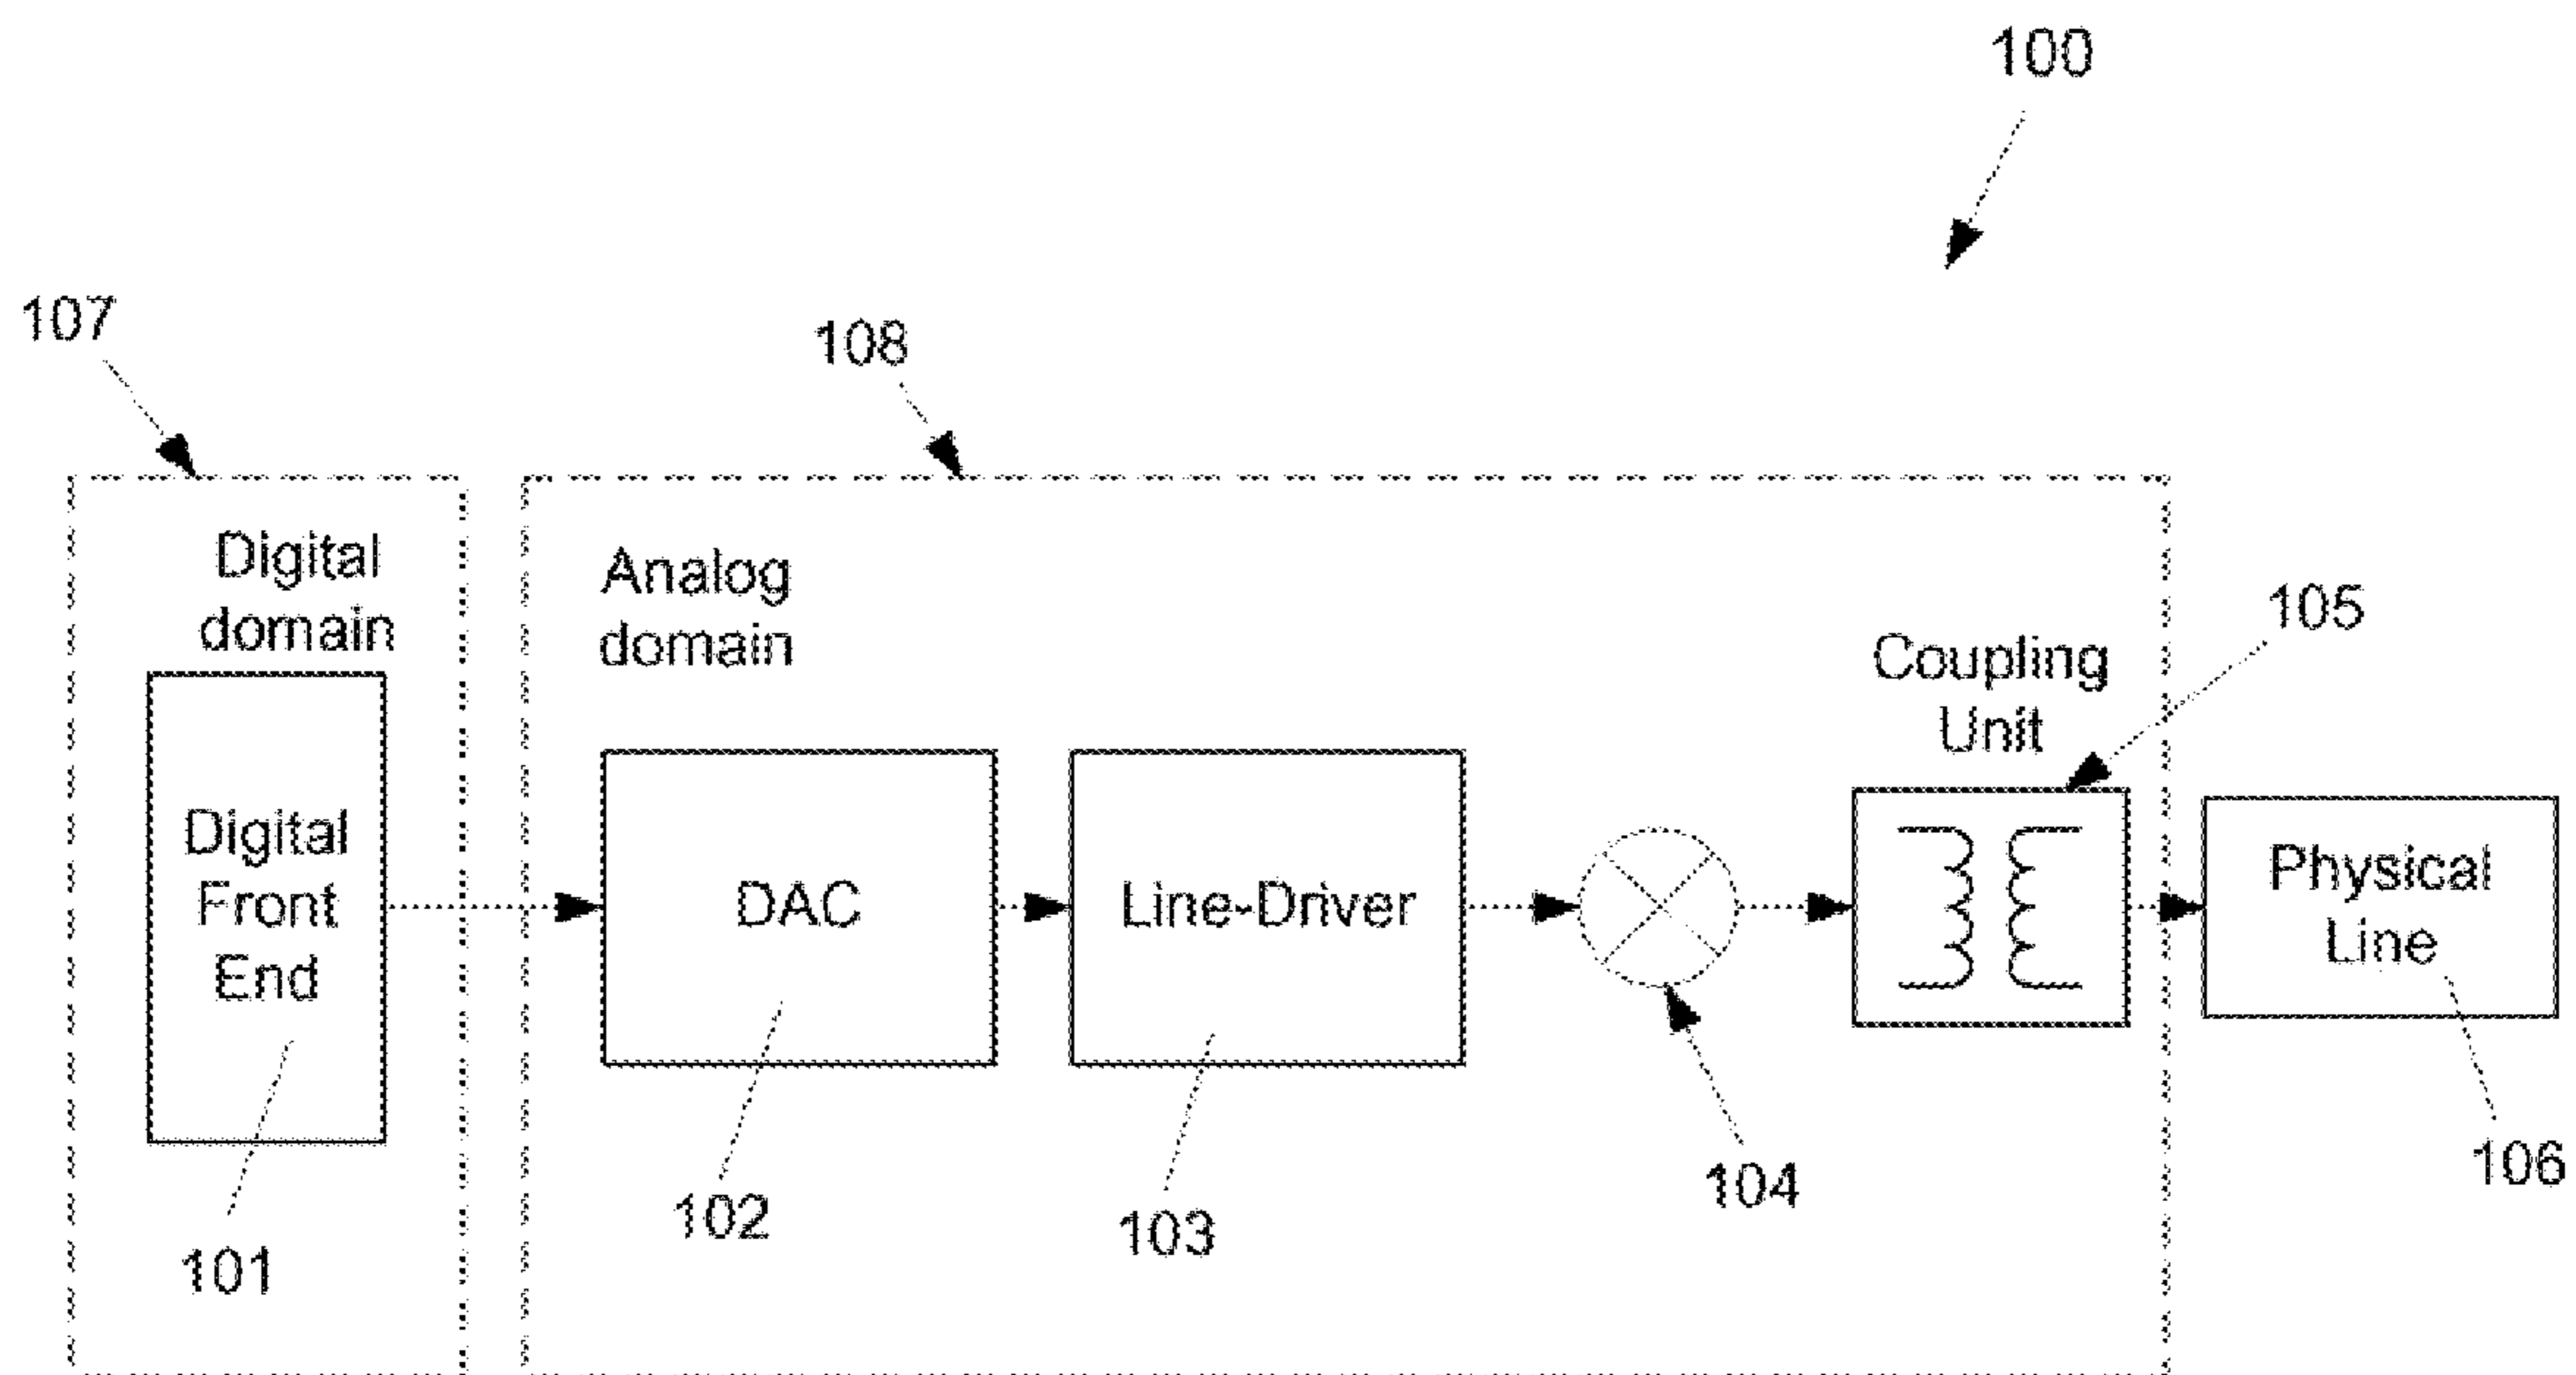 100
107
108
Digital
domain
Analog
domain
105
Coupling
Unit
Digital
Front
End
DAC
Line-Driver
Physical
Line
101
102
103
104
106